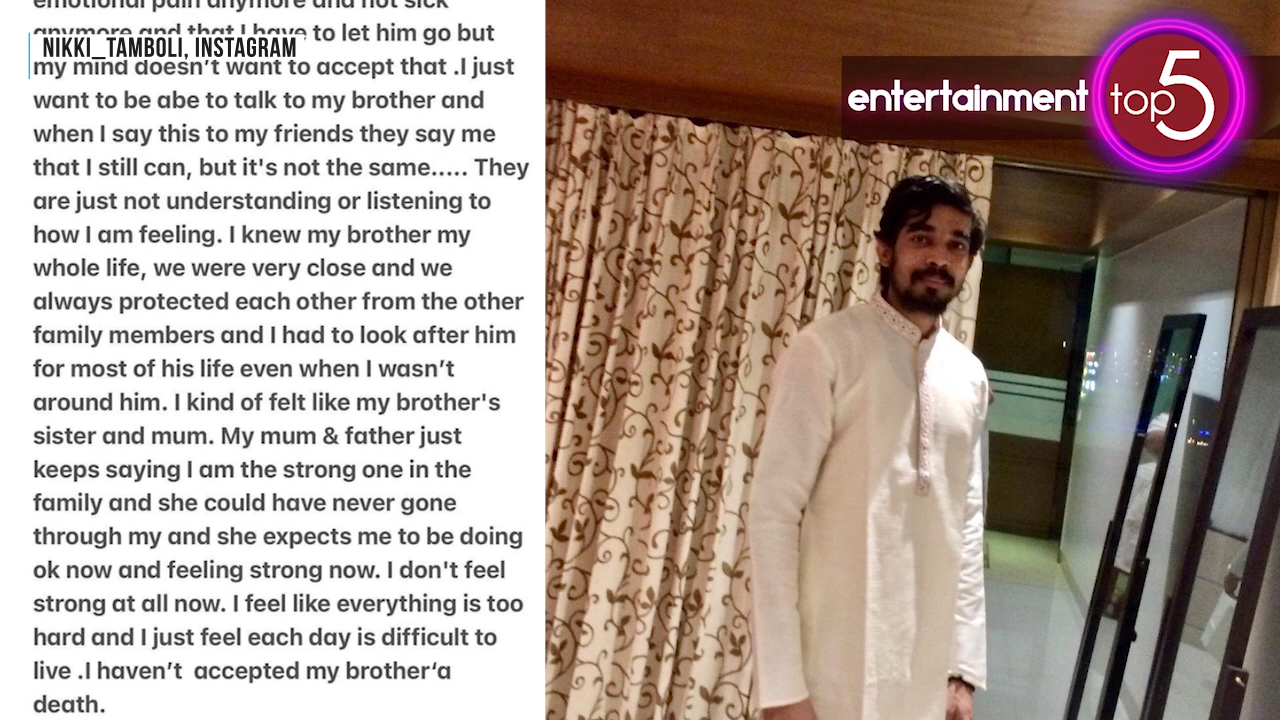 emotional pain anymore and not sick
anymore and that I have to let him go but
NIKKI_TAMBOLI, INSTAGRAM
my mind doesn’t want to accept that .I just
want to be abe to talk to my brother and
when I say this to my friends they say me
that I still can, but it's not the same..... They
are just not understanding or listening to
how I am feeling. I knew my brother my
whole life, we were very close and we
always protected each other from the other
family members and I had to look after him
for most of his life even when I wasn’t
around him. I kind of felt like my brother's
sister and mum. My mum & father just
keeps saying I am the strong one in the
family and she could have never gone
through my and she expects me to be doing
ok now and feeling strong now. I don't feel
strong at all now. I feel like everything is too
hard and I just feel each day is difficult to
live .I haven’t  accepted my brother‘a
death.
entertainment top 5